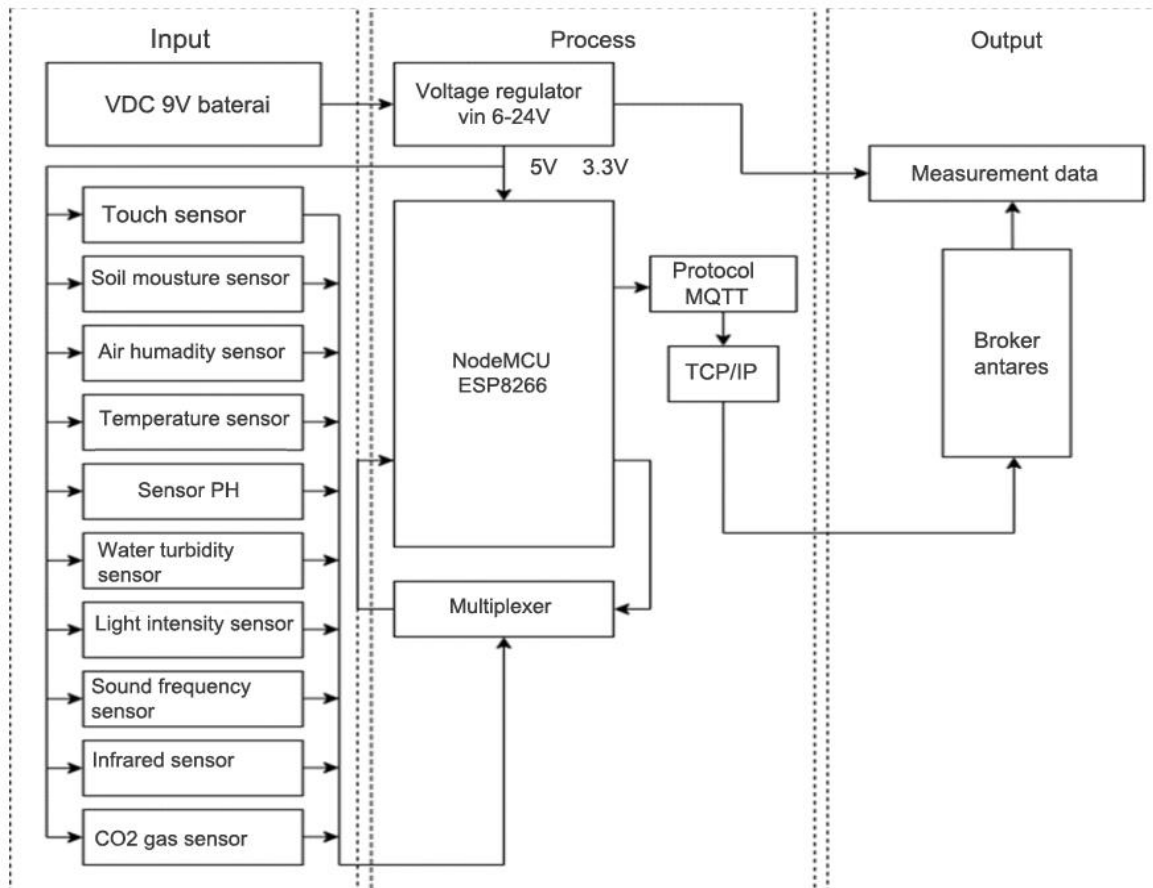 Input
Process
Output
VDC 9V baterai
Voltage regulator
vin 6-24V
5V 3.3V
Measurement data
Touch sensor
Soil mousture sensor
Air humadity sensor
Temperature sensor
Sensor PH
Water turbidity
sensor
Light intensity sensor
Sound frequency
sensor
Infrared sensor
CO2 gas sensor
NodeMCU
ESP8266
Multiplexer
Protocol
MQTT
TCP/IP
Broker
antares